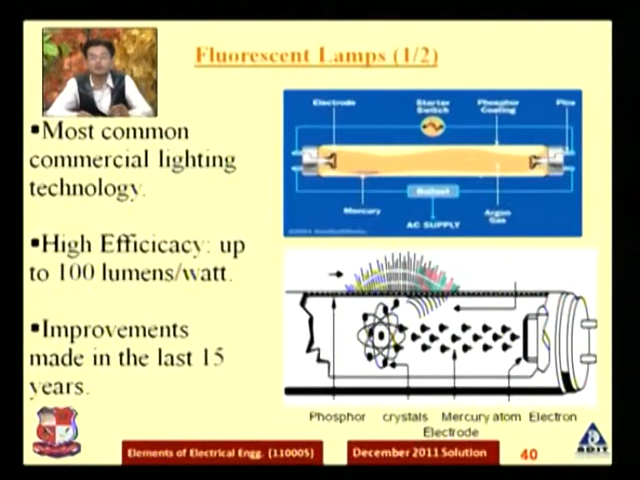 Fluorescent Lamps (1/2)
▪Most common
commercial lighting
technology.
▪High Efficicacy: up
to 100 lumens/watt.
▪Improvements
made in the last 15
years.
Electrode
Starter
Switch
Phosphor
Coating
Pins
Mercury
Ballast
Argon
Gas
AC SUPPLY
Phosphor crystals Mercury atom Electron
Electrode
Elements of Electrical Engg. (110005)
December 2011 Solution
40